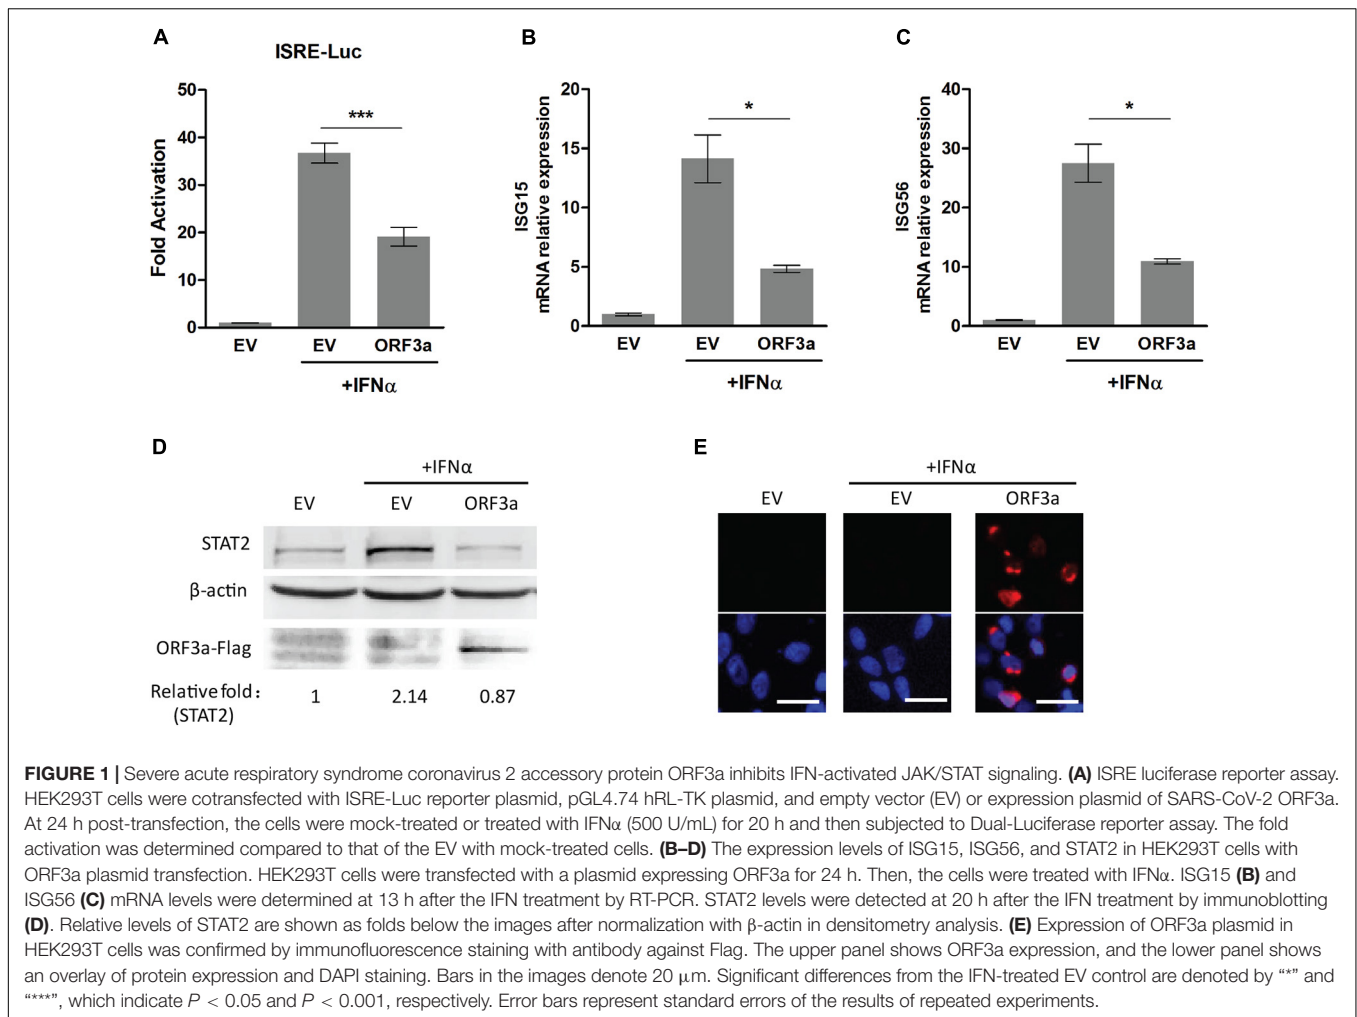 A
ISRE-Luc
Fold Activation
50
40
30
20
10
0
***
EV
EV
ORF3a
+IFNα
B
ISG15
mRNA relative expression
20
15
10
5
0
*
EV
EV
ORF3a
+IFNα
C
ISG56
mRNA relative expression
40
30
20
10
0
*
EV
EV
ORF3a
+IFNα
D
+IFNα
EV EV ORF3a
STAT2
β-actin
ORF3a-Flag
Relative fold: 1 2.14 0.87
(STAT2)
E
+IFNα
EV EV ORF3a
FIGURE 1 | Severe acute respiratory syndrome coronavirus 2 accessory protein ORF3a inhibits IFN-activated JAK/STAT signaling. (A) ISRE luciferase reporter assay.
HEK293T cells were cotransfected with ISRE-Luc reporter plasmid, pGL4.74 hRL-TK plasmid, and empty vector (EV) or expression plasmid of SARS-CoV-2 ORF3a.
At 24 h post-transfection, the cells were mock-treated or treated with IFNα (500 U/mL) for 20 h and then subjected to Dual-Luciferase reporter assay. The fold
activation was determined compared to that of the EV with mock-treated cells. (B–D) The expression levels of ISG15, ISG56, and STAT2 in HEK293T cells with
ORF3a plasmid transfection. HEK293T cells were transfected with a plasmid expressing ORF3a for 24 h. Then, the cells were treated with IFNα. ISG15 (B) and
ISG56 (C) mRNA levels were determined at 13 h after the IFN treatment by RT-PCR. STAT2 levels were detected at 20 h after the IFN treatment by immunoblotting
(D). Relative levels of STAT2 are shown as folds below the images after normalization with β-actin in densitometry analysis. (E) Expression of ORF3a plasmid in
HEK293T cells was confirmed by immunofluorescence staining with antibody against Flag. The upper panel shows ORF3a expression, and the lower panel shows
an overlay of protein expression and DAPI staining. Bars in the images denote 20 μm. Significant differences from the IFN-treated EV control are denoted by “*” and
“***”, which indicate P < 0.05 and P < 0.001, respectively. Error bars represent standard errors of the results of repeated experiments.